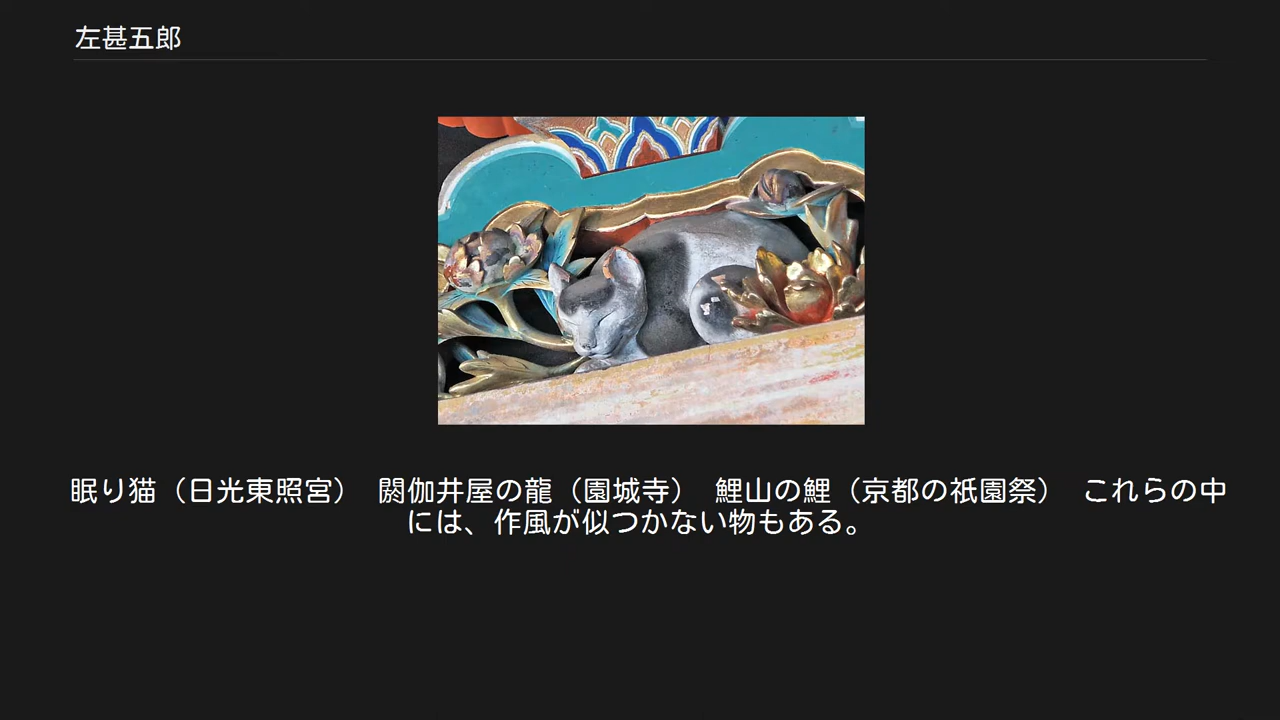 左甚五郎
眠り猫（日光東照宮）　閼伽井屋の龍（園城寺）　鯉山の鯉（京都の祇園祭）　これらの中
には、作風が似つかない物もある。